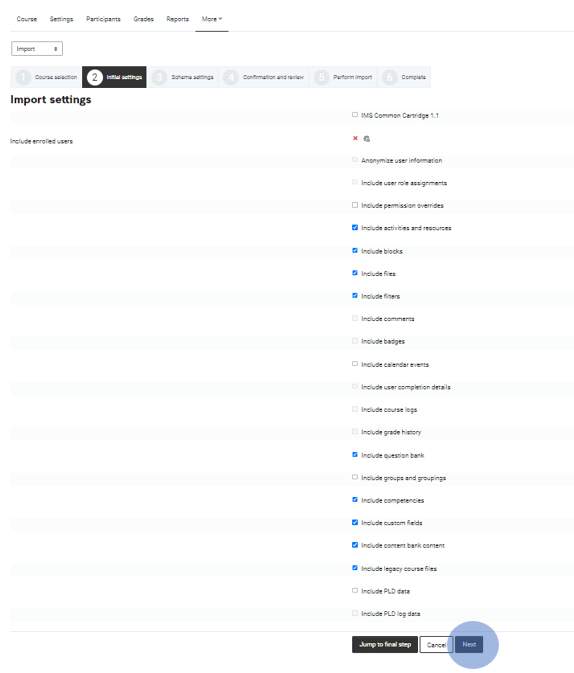 Course Settings Participants Grades Reports More
Import
1 Course selection 2 Initial settings 3 Schema settings 4 Confirmation and review 5 Perform import 6 Complete
Import settings
IMS Common Cartridge 1.1
Include enrolled users
Anonymize user information
Include user role assignments
Include permission overrides
Include activities and resources
Include blocks
Include files
Include filters
Include comments
Include badges
Include calendar events
Include user completion details
Include course logs
Include grade history
Include question bank
Include groups and groupings
Include competencies
Include custom fields
Include content bank content
Include legacy course files
Include PLD data
Include PLD log data
Jump to final step Cancel Next